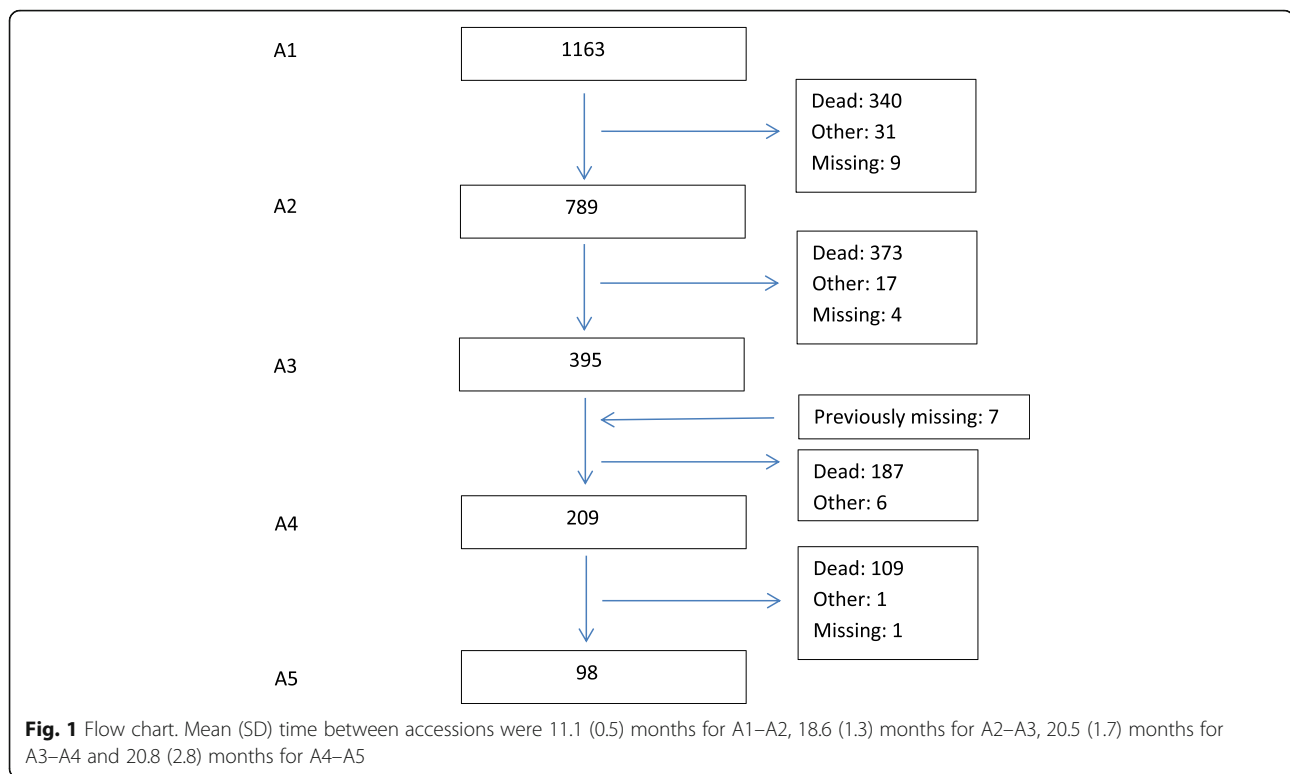 A1
1163
Dead: 340
Other: 31
Missing: 9
A2
789
Dead: 373
Other: 17
Missing: 4
A3
395
Previously missing: 7
Dead: 187
Other: 6
A4
209
Dead: 109
Other: 1
Missing: 1
A5
98
Fig. 1 Flow chart. Mean (SD) time between accessions were 11.1 (0.5) months for A1–A2, 18.6 (1.3) months for A2–A3, 20.5 (1.7) months for
A3–A4 and 20.8 (2.8) months for A4–A5